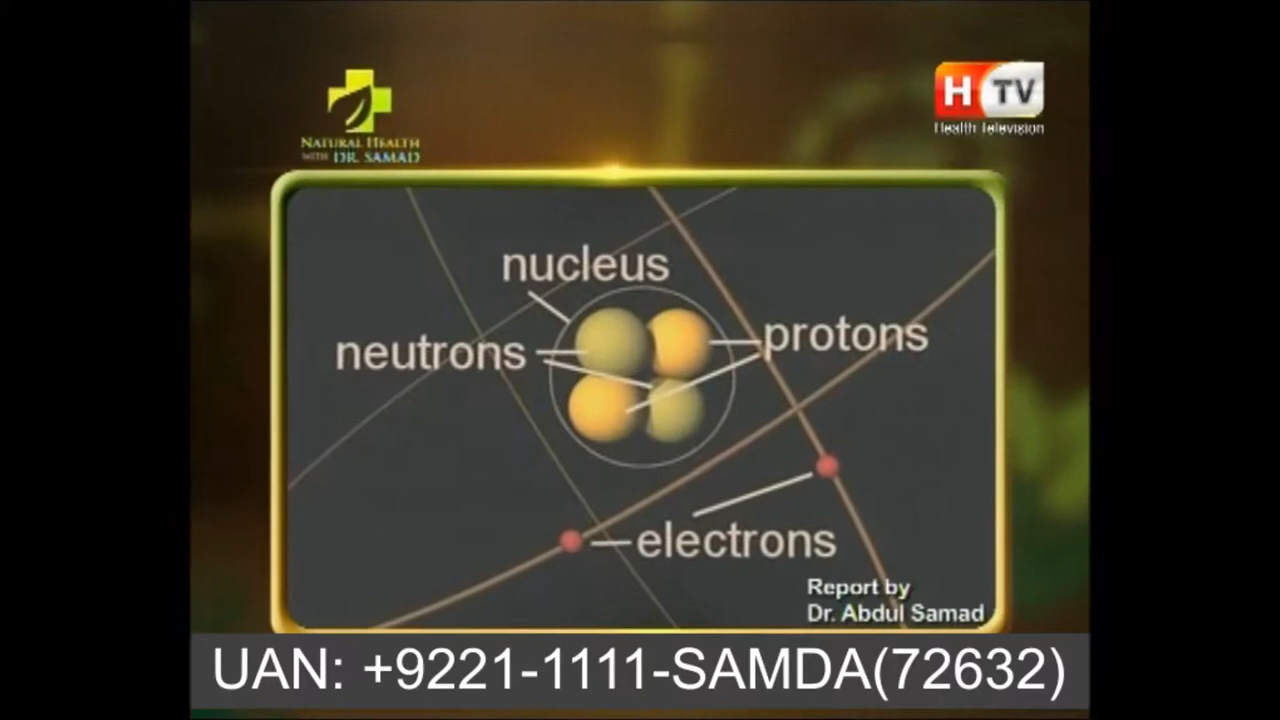 NATURAL HEALTH
WITH DR. SAMAD
H TV
Health Television
nucleus
neutrons
protons
electrons
Report by
Dr. Abdul Samad
UAN: +9221-1111-SAMDA(72632)